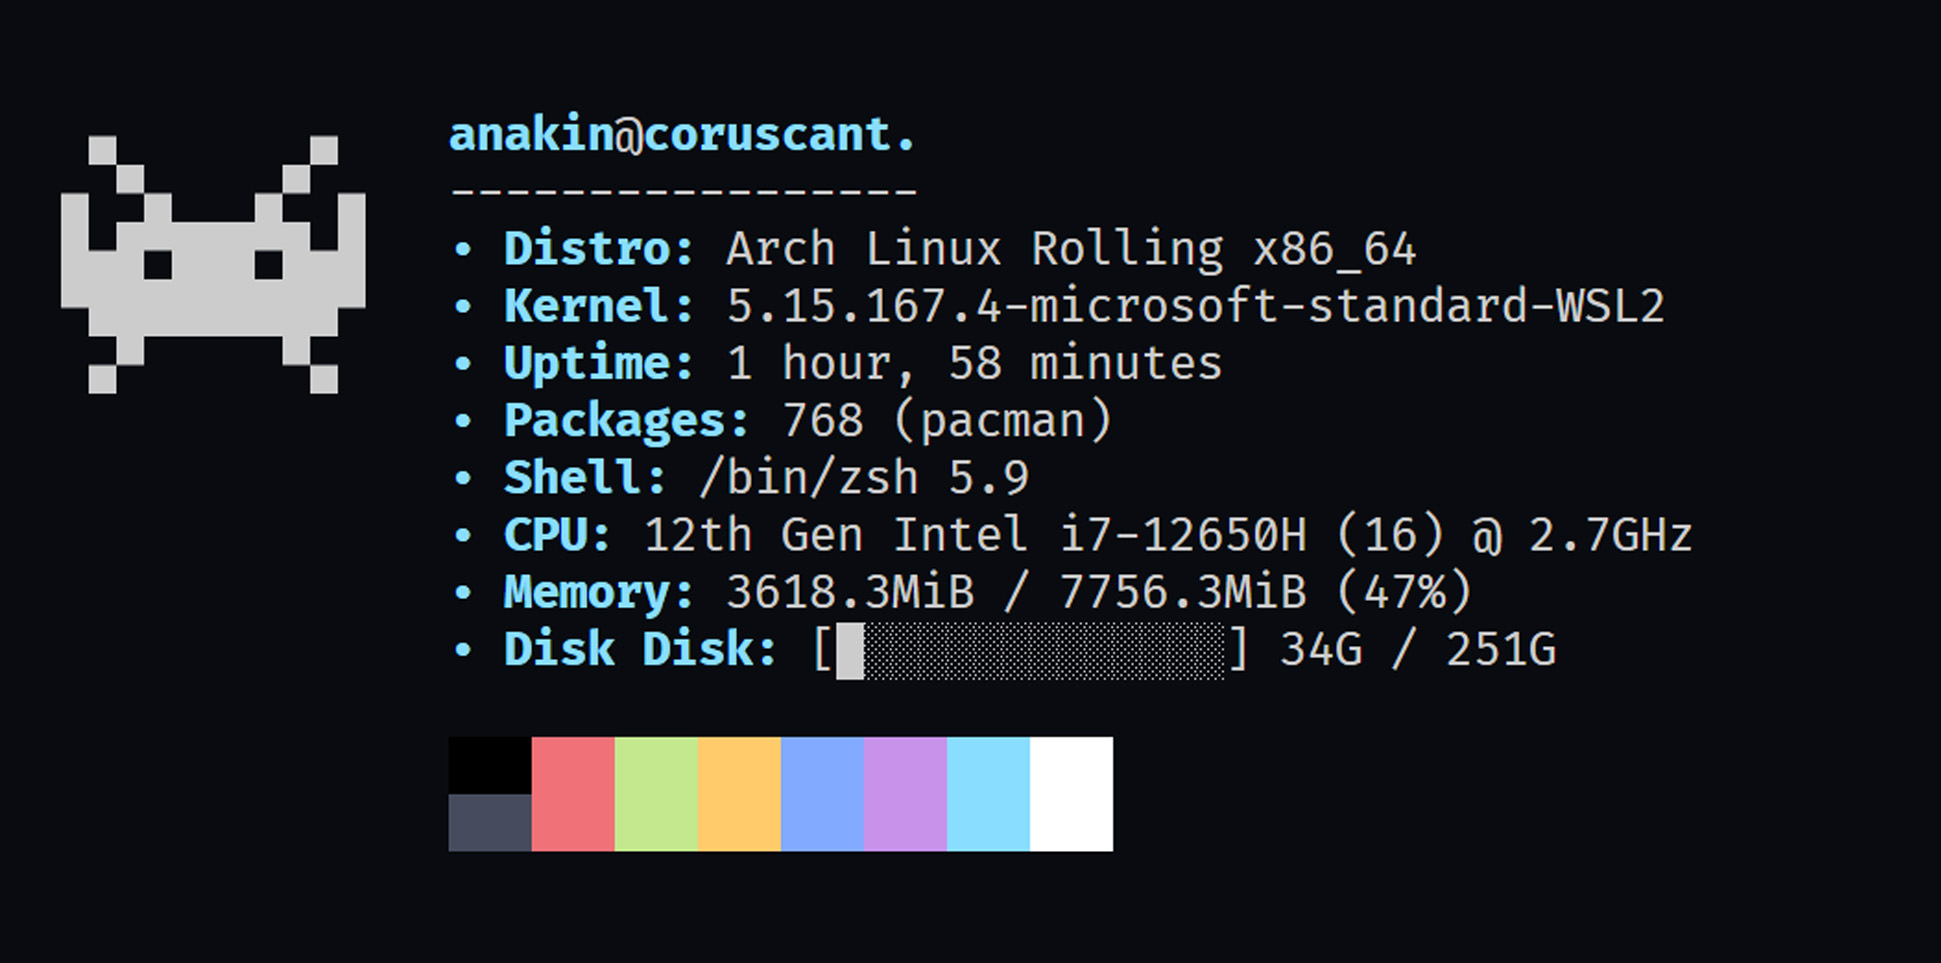 anakin@coruscant.
-----------------
• Distro: Arch Linux Rolling x86_64
• Kernel: 5.15.167.4-microsoft-standard-WSL2
• Uptime: 1 hour, 58 minutes
• Packages: 768 (pacman)
• Shell: /bin/zsh 5.9
• CPU: 12th Gen Intel i7-12650H (16) @ 2.7GHz
• Memory: 3618.3MiB / 7756.3MiB (47%)
• Disk Disk: [█░░░░░░░░░░░░░] 34G / 251G